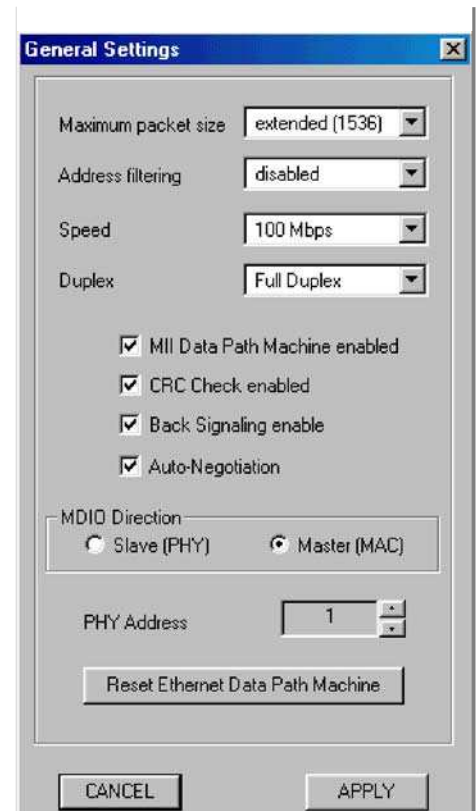 General Settings
Maximum packet size extended (1536)
Address filtering disabled
Speed 100 Mbps
Duplex Full Duplex
MII Data Path Machine enabled
CRC Check enabled
Back Signaling enable
Auto-Negotiation
MDIO Direction
Slave (PHY) Master (MAC)
PHY Address 1
Reset Ethernet Data Path Machine
CANCEL APPLY